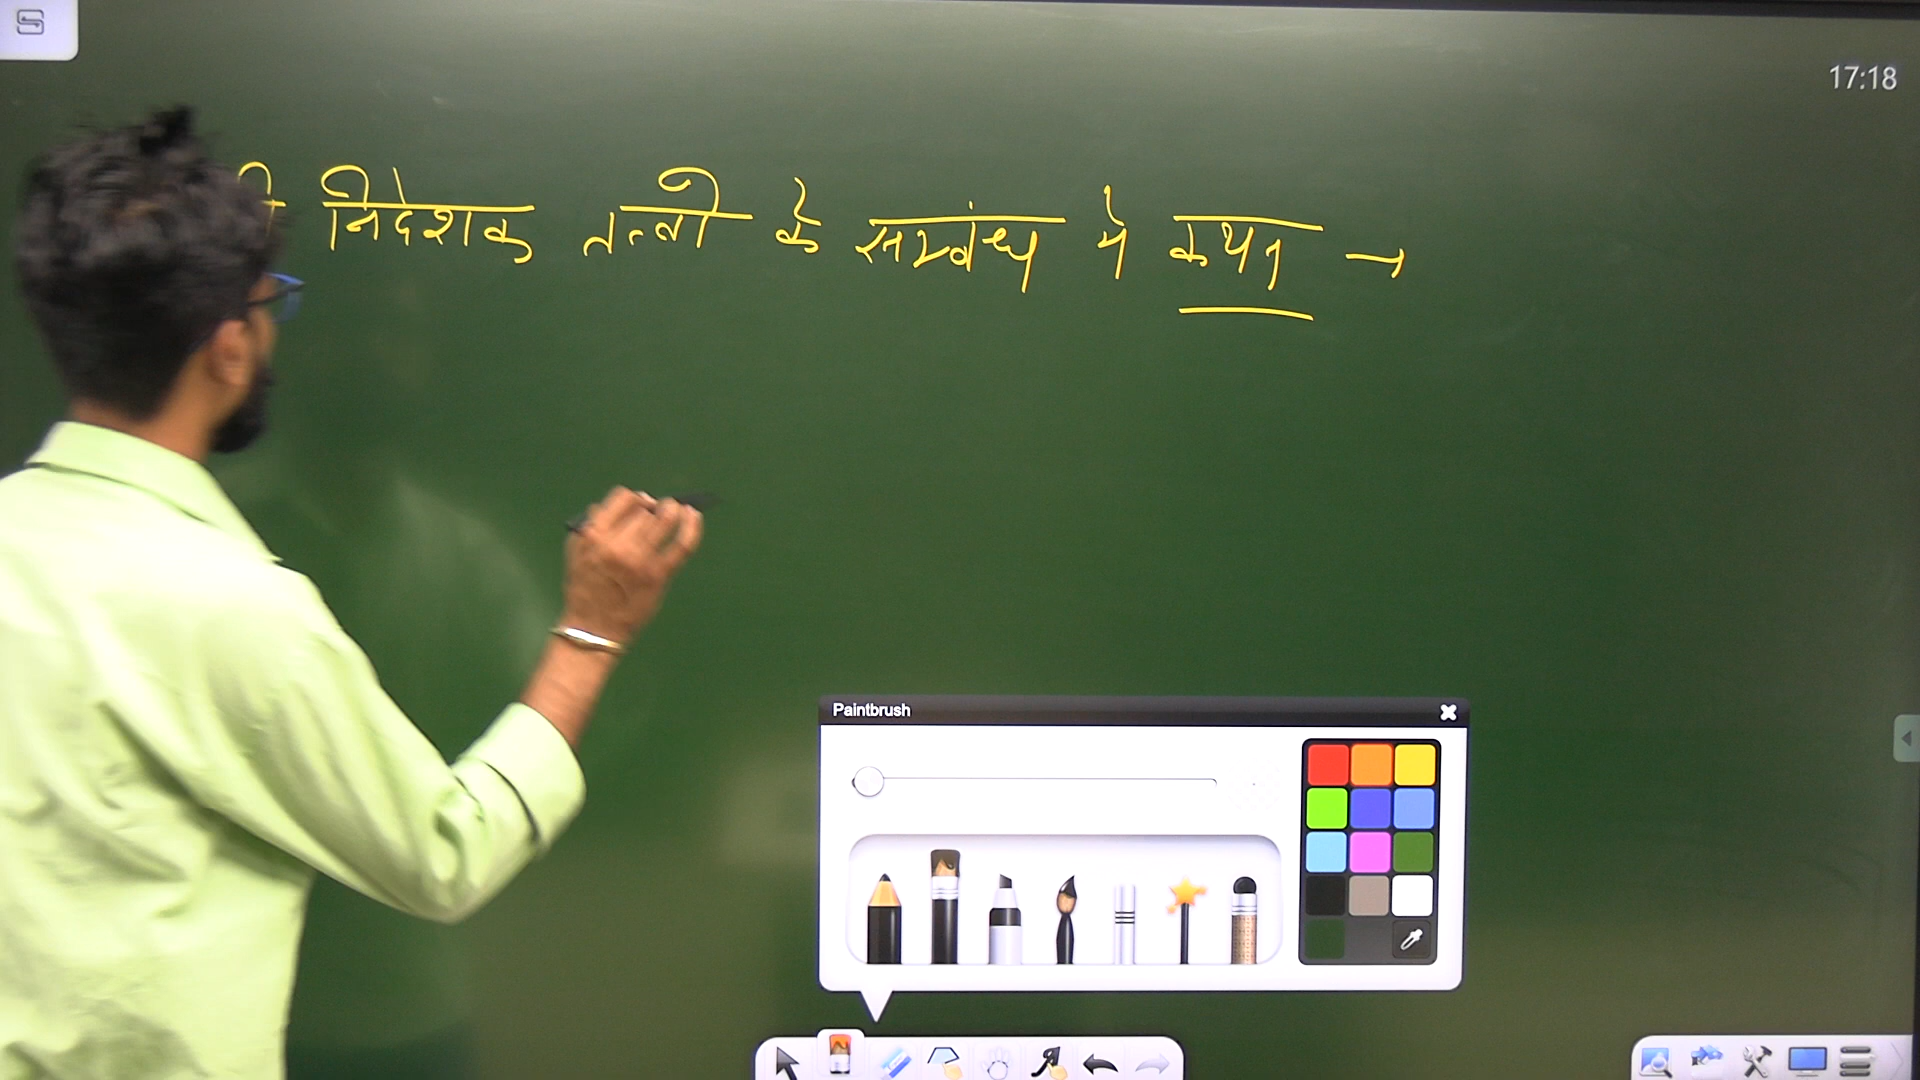 17:18
निदेशक तत्वों के सम्बंध में कथन →
Paintbrush